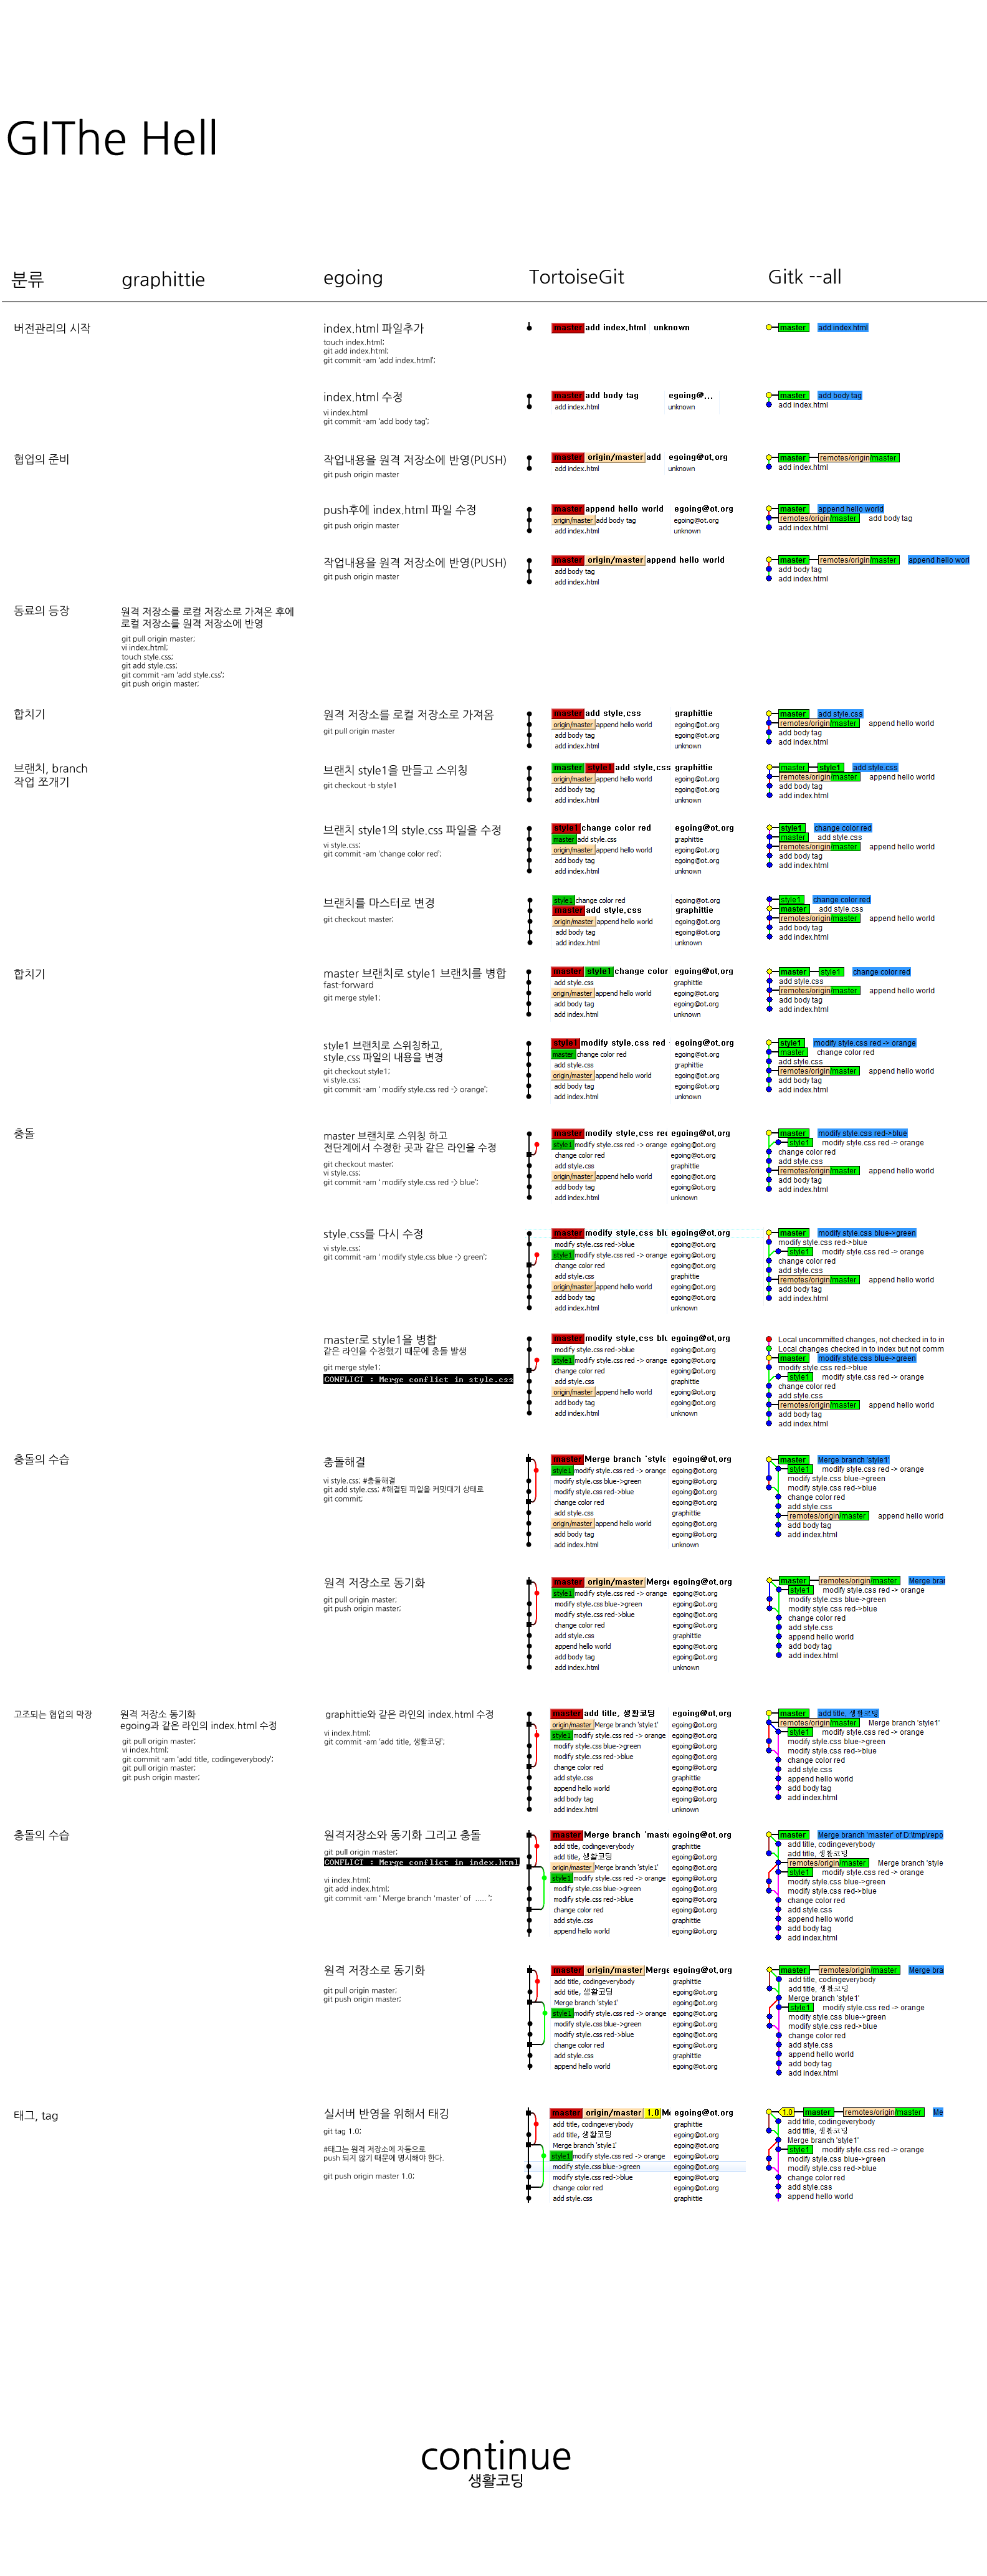 GIThe Hell
분류 graphittie egoing TortoiseGit Gitk --all
버전관리의 시작
index.html 파일추가
touch index.html;
git add index.html;
git commit -am 'add index.html';
master add index.html unknown
master add index.html
index.html 수정
vi index.html
git commit -am 'add body tag';
master add body tag egoing@...
add index.html unknown
master add body tag
add index.html
협업의 준비
작업내용을 원격 저장소에 반영(PUSH)
git push origin master
master origin/master add egoing@ot.org
add index.html unknown
master remotes/origin/master
add index.html
push후에 index.html 파일 수정
git push origin master
master append hello world egoing@ot.org
origin/master add body tag egoing@ot.org
add index.html unknown
master append hello world
remotes/origin/master add body tag
add index.html
작업내용을 원격 저장소에 반영(PUSH)
git push origin master
master origin/master append hello world
add body tag
add index.html
master remotes/origin/master append hello worl
add body tag
add index.html
동료의 등장
원격 저장소를 로컬 저장소로 가져온 후에
로컬 저장소를 원격 저장소에 반영
git pull origin master;
vi index.html;
touch style.css;
git add style.css;
git commit -am 'add style.css';
git push origin master;
합치기
원격 저장소를 로컬 저장소로 가져옴
git pull origin master
master add style.css graphittie
origin/master append hello world egoing@ot.org
add body tag egoing@ot.org
add index.html unknown
master add style.css
remotes/origin/master append hello world
add body tag
add index.html
브랜치, branch
작업 쪼개기
브랜치 style1을 만들고 스위칭
git checkout -b style1
master style1 add style.css graphittie
origin/master append hello world egoing@ot.org
add body tag egoing@ot.org
add index.html unknown
master style1 add style.css
remotes/origin/master append hello world
add body tag
add index.html
브랜치 style1의 style.css 파일을 수정
vi style.css;
git commit -am 'change color red';
style1 change color red egoing@ot.org
master add style.css graphittie
origin/master append hello world egoing@ot.org
add body tag egoing@ot.org
add index.html unknown
style1 change color red
master add style.css
remotes/origin/master append hello world
add body tag
add index.html
브랜치를 마스터로 변경
git checkout master;
style1 change color red egoing@ot.org
master add style.css graphittie
origin/master append hello world egoing@ot.org
add body tag egoing@ot.org
add index.html unknown
style1 change color red
master add style.css
remotes/origin/master append hello world
add body tag
add index.html
합치기
master 브랜치로 style1 브랜치를 병합
fast-forward
git merge style1;
master style1 change color egoing@ot.org
add style.css graphittie
origin/master append hello world egoing@ot.org
add body tag egoing@ot.org
add index.html unknown
master style1 change color red
add style.css
remotes/origin/master append hello world
add body tag
add index.html
style1 브랜치로 스위칭하고,
style.css 파일의 내용을 변경
git checkout style1;
vi style.css;
git commit -am ' modify style.css red -> orange';
style1 modify style.css red egoing@ot.org
master change color red egoing@ot.org
add style.css graphittie
origin/master append hello world egoing@ot.org
add body tag egoing@ot.org
add index.html unknown
style1 modify style.css red -> orange
master change color red
add style.css
remotes/origin/master append hello world
add body tag
add index.html
충돌
master 브랜치로 스위칭 하고
전단계에서 수정한 곳과 같은 라인을 수정
git checkout master;
vi style.css;
git commit -am ' modify style.css red -> blue';
master modify style.css rec egoing@ot.org
style1 modify style.css red -> orange egoing@ot.org
change color red egoing@ot.org
add style.css graphittie
origin/master append hello world egoing@ot.org
add body tag egoing@ot.org
add index.html unknown
master modify style.css red->blue
style1 modify style.css red -> orange
change color red
add style.css
remotes/origin/master append hello world
add body tag
add index.html
style.css를 다시 수정
vi style.css;
git commit -am ' modify style.css blue -> green';
master modify style.css blu egoing@ot.org
modify style.css red->blue egoing@ot.org
style1 modify style.css red -> orange egoing@ot.org
change color red egoing@ot.org
add style.css graphittie
origin/master append hello world egoing@ot.org
add body tag egoing@ot.org
add index.html unknown
master modify style.css blue->green
modify style.css red->blue
style1 modify style.css red -> orange
change color red
add style.css
remotes/origin/master append hello world
add body tag
add index.html
master로 style1을 병합
같은 라인을 수정했기 때문에 충돌 발생
git merge style1;
CONFLICT : Merge conflict in style.css
master modify style.css blu egoing@ot.org
modify style.css red->blue egoing@ot.org
style1 modify style.css red -> orange egoing@ot.org
change color red egoing@ot.org
add style.css graphittie
origin/master append hello world egoing@ot.org
add body tag egoing@ot.org
add index.html unknown
Local uncommitted changes, not checked in to in
Local changes checked in to index but not comm
master modify style.css blue->green
modify style.css red->blue
style1 modify style.css red -> orange
change color red
add style.css
remotes/origin/master append hello world
add body tag
add index.html
충돌의 수습
충돌해결
vi style.css; #충돌해결
git add style.css; #해결된 파일을 커밋대기 상태로
git commit;
master Merge branch 'style egoing@ot.org
style1 modify style.css red -> orange egoing@ot.org
modify style.css blue->green egoing@ot.org
modify style.css red->blue egoing@ot.org
change color red egoing@ot.org
add style.css graphittie
origin/master append hello world egoing@ot.org
add body tag egoing@ot.org
add index.html unknown
master Merge branch 'style1'
style1 modify style.css red -> orange
modify style.css blue->green
modify style.css red->blue
change color red
add style.css
remotes/origin/master append hello world
add body tag
add index.html
원격 저장소로 동기화
git pull origin master;
git push origin master;
master origin/master Merge egoing@ot.org
style1 modify style.css red -> orange egoing@ot.org
modify style.css blue->green egoing@ot.org
modify style.css red->blue egoing@ot.org
change color red egoing@ot.org
add style.css graphittie
append hello world egoing@ot.org
add body tag egoing@ot.org
add index.html unknown
master remotes/origin/master Merge brai
style1 modify style.css red -> orange
modify style.css blue->green
modify style.css red->blue
change color red
add style.css
append hello world
add body tag
add index.html
고조되는 협업의 막장
원격 저장소 동기화
egoing과 같은 라인의 index.html 수정
git pull origin master;
vi index.html;
git commit -am 'add title, codingeverybody';
git pull origin master;
git push origin master;
graphittie와 같은 라인의 index.html 수정
vi index.html;
git commit -am 'add title, 생활코딩';
master add title, 생활코딩 egoing@ot.org
origin/master Merge branch 'style1' egoing@ot.org
style1 modify style.css red -> orange egoing@ot.org
modify style.css blue->green egoing@ot.org
modify style.css red->blue egoing@ot.org
change color red egoing@ot.org
add style.css graphittie
append hello world egoing@ot.org
add body tag egoing@ot.org
add index.html unknown
master add title, 생활코딩
remotes/origin/master Merge branch 'style1'
style1 modify style.css red -> orange
modify style.css blue->green
modify style.css red->blue
change color red
add style.css
append hello world
add body tag
add index.html
충돌의 수습
원격저장소와 동기화 그리고 충돌
git pull origin master;
CONFLICT : Merge conflict in index.html
vi index.html;
git add index.html;
git commit -am ' Merge branch 'master' of ..... ';
master Merge branch 'maste egoing@ot.org
add title, codingeverybody graphittie
add title, 생활코딩 egoing@ot.org
origin/master Merge branch 'style1' egoing@ot.org
style1 modify style.css red -> orange egoing@ot.org
modify style.css blue->green egoing@ot.org
modify style.css red->blue egoing@ot.org
change color red egoing@ot.org
add style.css graphittie
append hello world egoing@ot.org
master Merge branch 'master' of D:\tmp\repo
add title, codingeverybody
add title, 생활코딩
remotes/origin/master Merge branch 'style
style1 modify style.css red -> orange
modify style.css blue->green
modify style.css red->blue
change color red
add style.css
append hello world
add body tag
add index.html
원격 저장소로 동기화
git pull origin master;
git push origin master;
master origin/master Merge egoing@ot.org
add title, codingeverybody graphittie
add title, 생활코딩 egoing@ot.org
Merge branch 'style1' egoing@ot.org
style1 modify style.css red -> orange egoing@ot.org
modify style.css blue->green egoing@ot.org
modify style.css red->blue egoing@ot.org
change color red egoing@ot.org
add style.css graphittie
append hello world egoing@ot.org
master remotes/origin/master Merge bra
add title, codingeverybody
add title, 생활코딩
Merge branch 'style1'
style1 modify style.css red -> orange
modify style.css blue->green
modify style.css red->blue
change color red
add style.css
append hello world
add body tag
add index.html
태그, tag
실서버 반영을 위해서 태깅
git tag 1.0;
#태그는 원격 저장소에 자동으로
push 되지 않기 때문에 명시해야 한다.
git push origin master 1.0;
master origin/master 1.0 M egoing@ot.org
add title, codingeverybody graphittie
add title, 생활코딩 egoing@ot.org
Merge branch 'style1' egoing@ot.org
style1 modify style.css red -> orange egoing@ot.org
modify style.css blue->green egoing@ot.org
modify style.css red->blue egoing@ot.org
change color red egoing@ot.org
add style.css graphittie
1.0 master remotes/origin/master Me
add title, codingeverybody
add title, 생활코딩
Merge branch 'style1'
style1 modify style.css red -> orange
modify style.css blue->green
modify style.css red->blue
change color red
add style.css
append hello world
continue
생활코딩